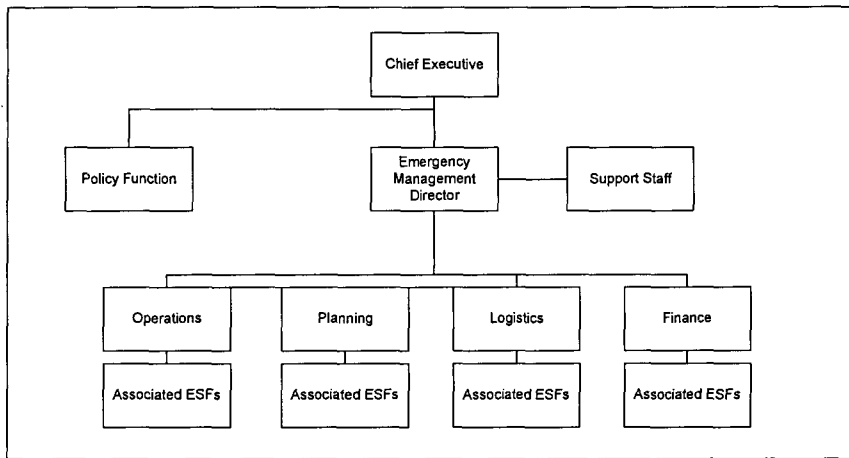 Chief Executive
Policy Function
Emergency
Management
Director
Support Staff
Operations
Planning
Logistics
Finance
Associated ESFs
Associated ESFs
Associated ESFs
Associated ESFs